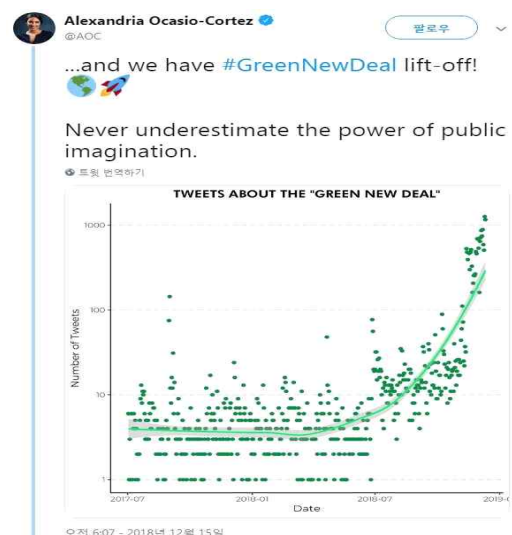 Alexandria Ocasio-Cortez
@AOC
팔로우
...and we have #GreenNewDeal lift-off!
Never underestimate the power of public
imagination.
트윗 번역하기
TWEETS ABOUT THE "GREEN NEW DEAL"
Number of Tweets
1000
100
10
1
2017-07 2018-01 2018-07 2019-
Date
오전 6:07 - 2018년 12월 15일